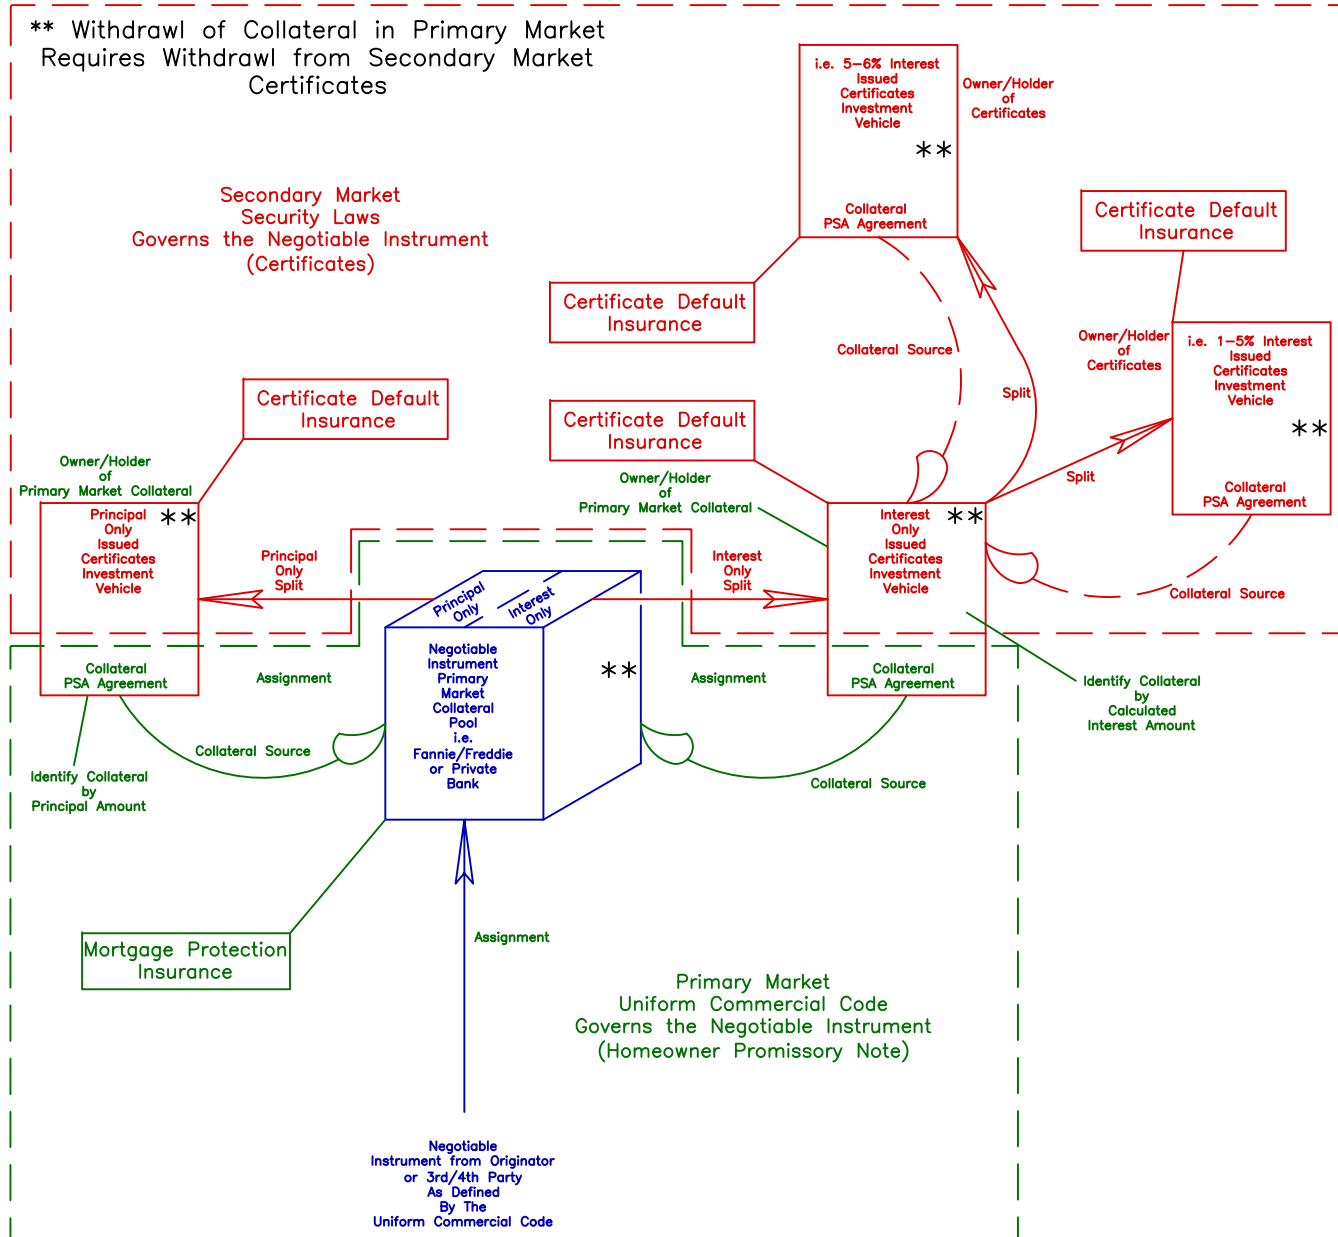 ** Withdrawl of Collateral in Primary Market
Requires Withdrawl from Secondary Market
Certificates
i.e. 5-6% Interest
Issued
Certificates
Investment
Vehicle
**
Collateral
PSA Agreement
Owner/Holder
of
Certificates
Secondary Market
Security Laws
Governs the Negotiable Instrument
(Certificates)
Certificate Default
Insurance
Certificate Default
Insurance
Collateral Source
Split
Owner/Holder
of
Certificates
i.e. 1-5% Interest
Issued
Certificates
Investment
Vehicle
**
Collateral
PSA Agreement
Split
Collateral Source
Certificate Default
Insurance
Certificate Default
Insurance
Owner/Holder
of
Primary Market Collateral
Principal
Only
Issued
Certificates
Investment
Vehicle
**
Collateral
PSA Agreement
Principal
Only
Split
Owner/Holder
of
Primary Market Collateral
Interest
Only
Split
Interest
Only
Issued
Certificates
Investment
Vehicle
**
Collateral
PSA Agreement
Principal
Only
Interest
Only
Negotiable
Instrument
Primary
Market
Collateral
Pool
i.e.
Fannie/Freddie
or Private
Bank
**
Assignment
Assignment
Collateral Source
Collateral Source
Identify Collateral
by
Principal Amount
Identify Collateral
by
Calculated
Interest Amount
Mortgage Protection
Insurance
Assignment
Primary Market
Uniform Commercial Code
Governs the Negotiable Instrument
(Homeowner Promissory Note)
Negotiable
Instrument from Originator
or 3rd/4th Party
As Defined
By The
Uniform Commercial Code